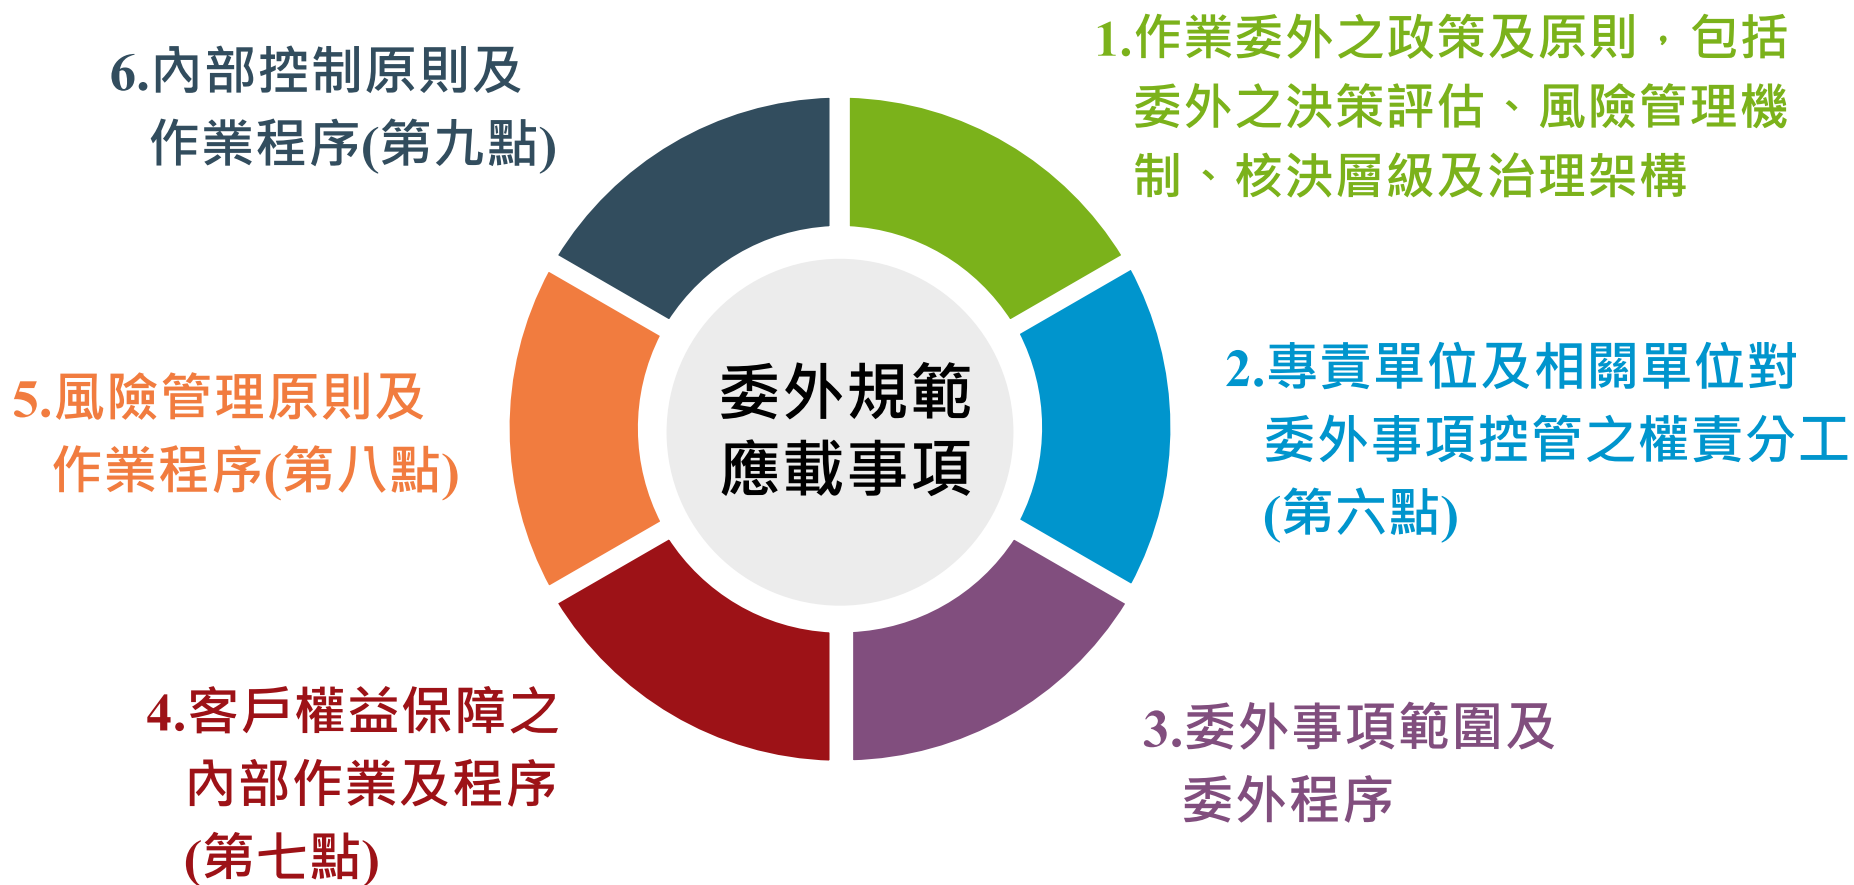 1.作業委外之政策及原則，包括
委外之決策評估、風險管理機
制、核決層級及治理架構
2.專責單位及相關單位對
委外事項控管之權責分工
(第六點)
3.委外事項範圍及
委外程序
4.客戶權益保障之
內部作業及程序
(第七點)
5.風險管理原則及
作業程序(第八點)
6.內部控制原則及
作業程序(第九點)
委外規範
應載事項